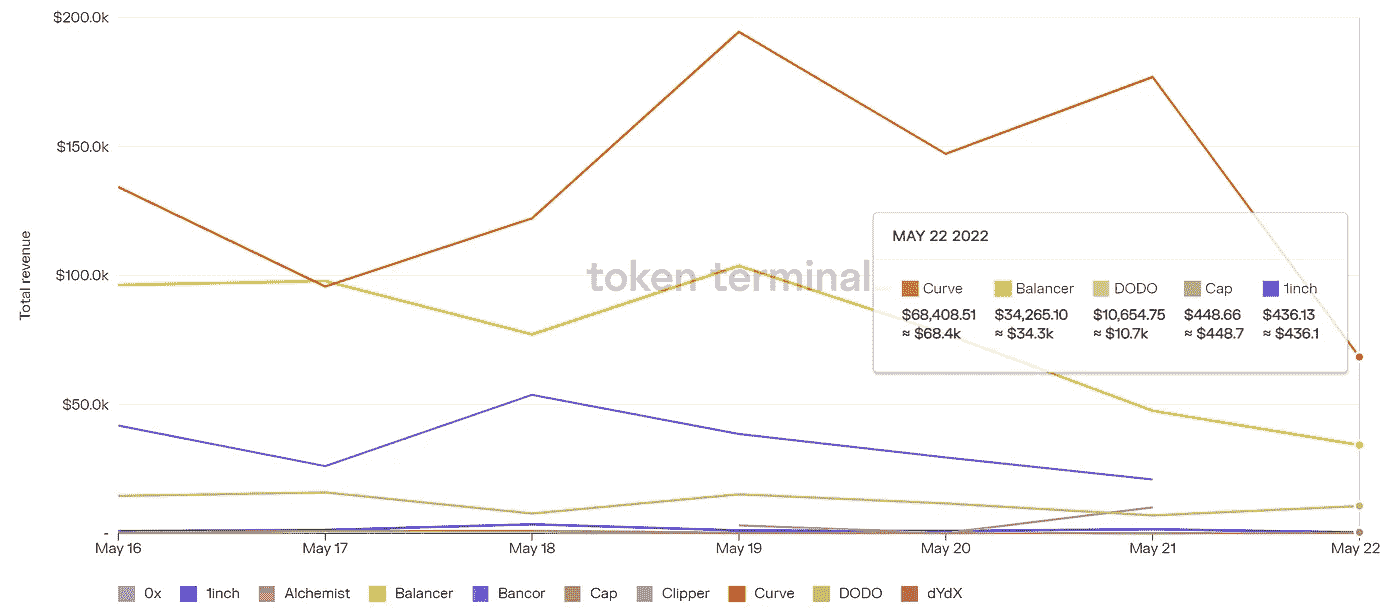 $200.0k
$150.0k
$100.0k
$50.0k
-
Total revenue
token terminal
MAY 22 2022
Curve Balancer DODO Cap 1inch
$68,408.51 $34,265.10 $10,654.75 $448.66 $436.13
≈ $68.4k ≈ $34.3k ≈ $10.7k ≈ $448.7 ≈ $436.1
May 16 May 17 May 18 May 19 May 20 May 21 May 22
0x 1inch Alchemist Balancer Bancor Cap Clipper Curve DODO dYdX